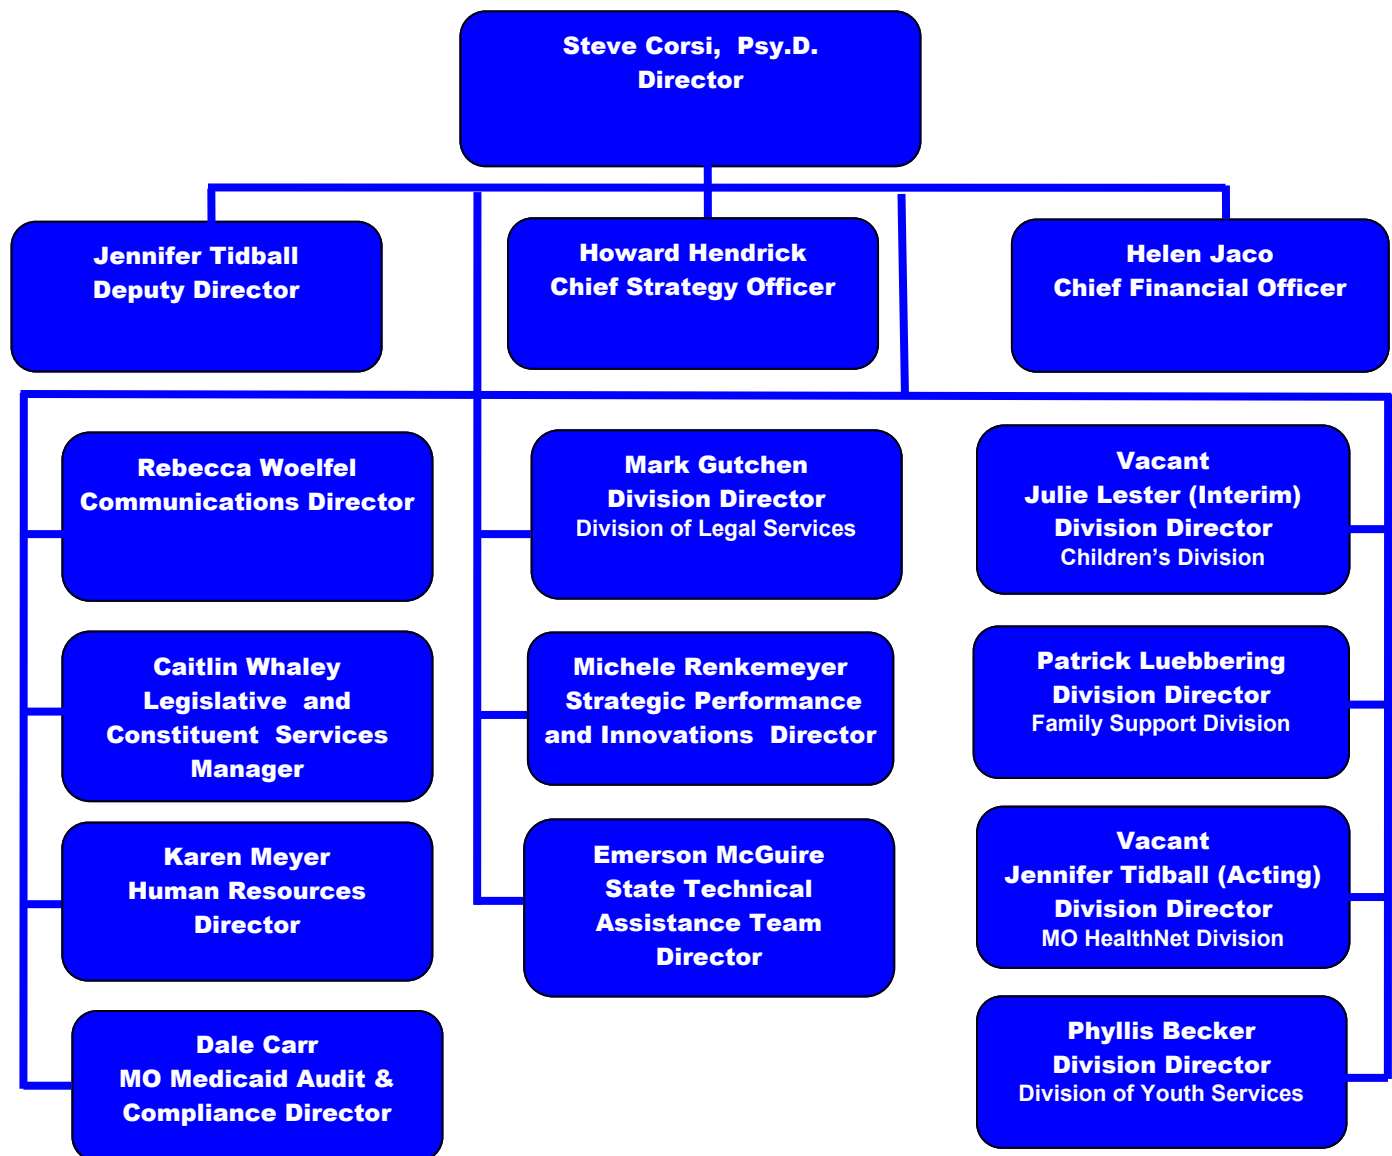 Steve Corsi,  Psy.D.
Director
Jennifer Tidball
Deputy Director
Howard Hendrick
Chief Strategy Officer
Helen Jaco
Chief Financial Officer
Rebecca Woelfel
Communications Director
Mark Gutchen
Division Director
Division of Legal Services
Vacant
Julie Lester (Interim)
Division Director
Children’s Division
Caitlin Whaley
Legislative  and
Constituent  Services
Manager
Michele Renkemeyer
Strategic Performance
and Innovations  Director
Patrick Luebbering
Division Director
Family Support Division
Karen Meyer
Human Resources
Director
Emerson McGuire
State Technical
Assistance Team
Director
Vacant
Jennifer Tidball (Acting)
Division Director
MO HealthNet Division
Dale Carr
MO Medicaid Audit &
Compliance Director
Phyllis Becker
Division Director
Division of Youth Services